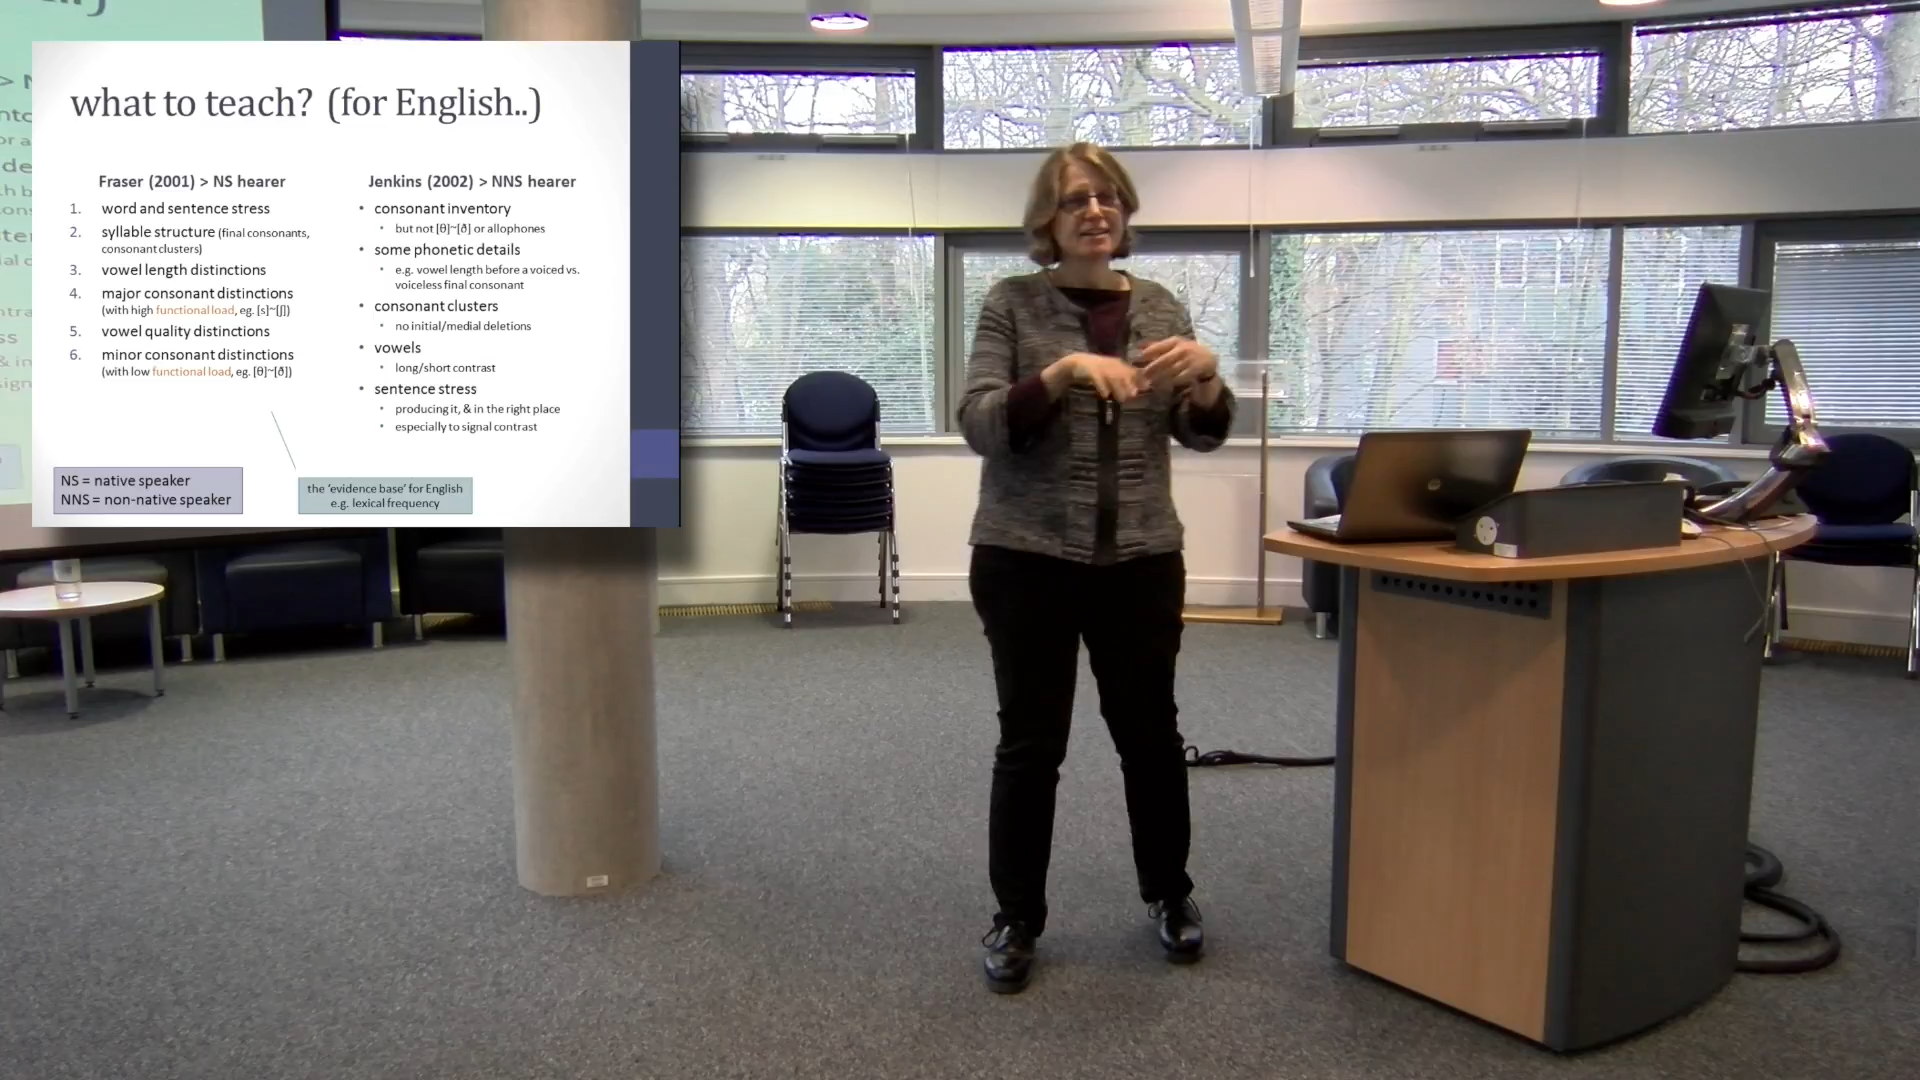 what to teach? (for English..)
Fraser (2001) > NS hearer
1. word and sentence stress
2. syllable structure (final consonants,
consonant clusters)
3. vowel length distinctions
4. major consonant distinctions
(with high functional load, eg. [s]~[ʃ])
5. vowel quality distinctions
6. minor consonant distinctions
(with low functional load, eg. [θ]~[ð])
Jenkins (2002) > NNS hearer
• consonant inventory
• but not [θ]~[ð] or allophones
• some phonetic details
• e.g. vowel length before a voiced vs.
voiceless final consonant
• consonant clusters
• no initial/medial deletions
• vowels
• long/short contrast
• sentence stress
• producing it, & in the right place
• especially to signal contrast
NS = native speaker
NNS = non-native speaker
the 'evidence base' for English
e.g. lexical frequency